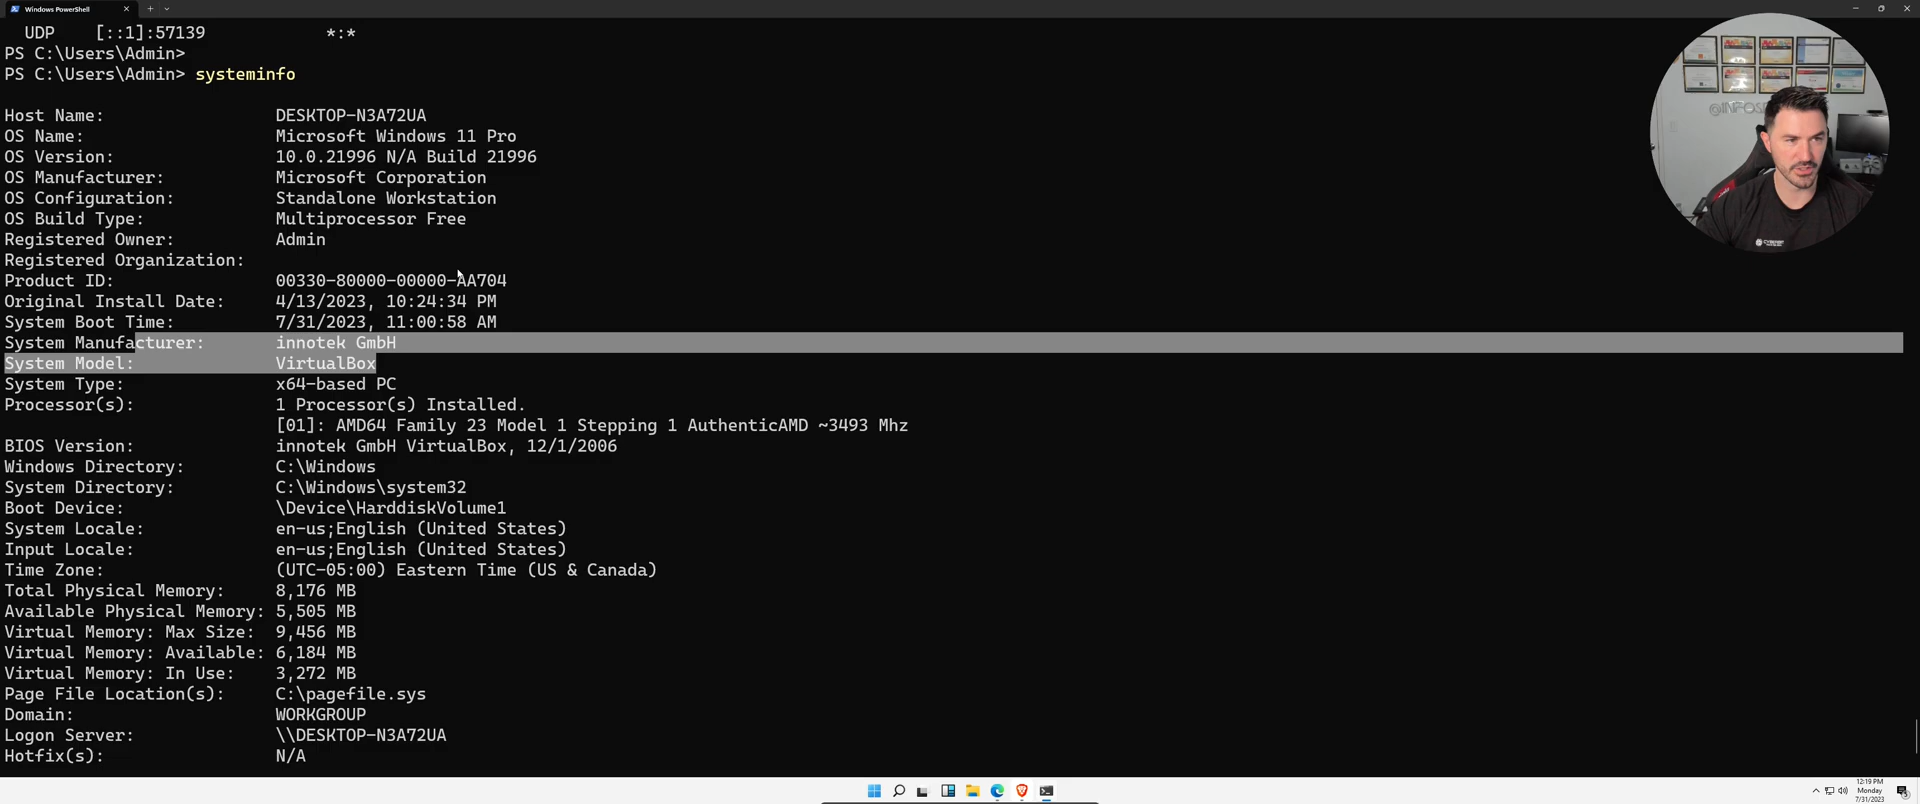 Windows PowerShell
UDP [::1]:57139 *:*
PS C:\Users\Admin>
PS C:\Users\Admin> systeminfo
Host Name: DESKTOP-N3A72UA
OS Name: Microsoft Windows 11 Pro
OS Version: 10.0.21996 N/A Build 21996
OS Manufacturer: Microsoft Corporation
OS Configuration: Standalone Workstation
OS Build Type: Multiprocessor Free
Registered Owner: Admin
Registered Organization:
Product ID: 00330-80000-00000-AA704
Original Install Date: 4/13/2023, 10:24:34 PM
System Boot Time: 7/31/2023, 11:00:58 AM
System Manufacturer: innotek GmbH
System Model: VirtualBox
System Type: x64-based PC
Processor(s): 1 Processor(s) Installed.
[01]: AMD64 Family 23 Model 1 Stepping 1 AuthenticAMD ~3493 Mhz
BIOS Version: innotek GmbH VirtualBox, 12/1/2006
Windows Directory: C:\Windows
System Directory: C:\Windows\system32
Boot Device: \Device\HarddiskVolume1
System Locale: en-us;English (United States)
Input Locale: en-us;English (United States)
Time Zone: (UTC-05:00) Eastern Time (US & Canada)
Total Physical Memory: 8,176 MB
Available Physical Memory: 5,505 MB
Virtual Memory: Max Size: 9,456 MB
Virtual Memory: Available: 6,184 MB
Virtual Memory: In Use: 3,272 MB
Page File Location(s): C:\pagefile.sys
Domain: WORKGROUP
Logon Server: \\DESKTOP-N3A72UA
Hotfix(s): N/A
12:19 PM
Monday
7/31/2023